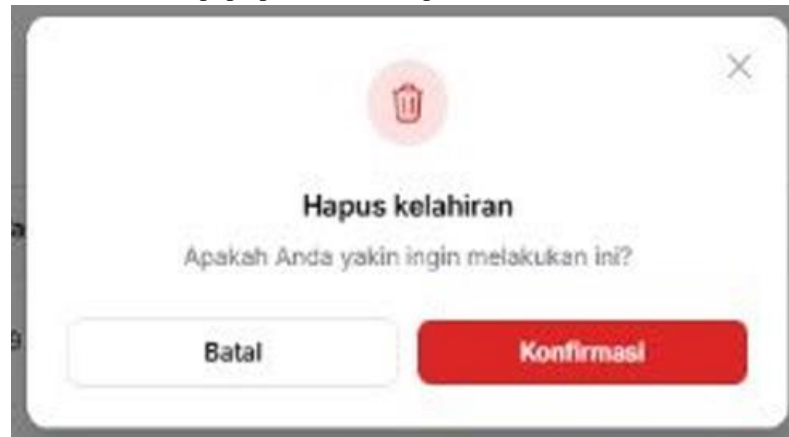 Hapus kelahiran
Apakah Anda yakin ingin melakukan ini?
Batal
Konfirmasi